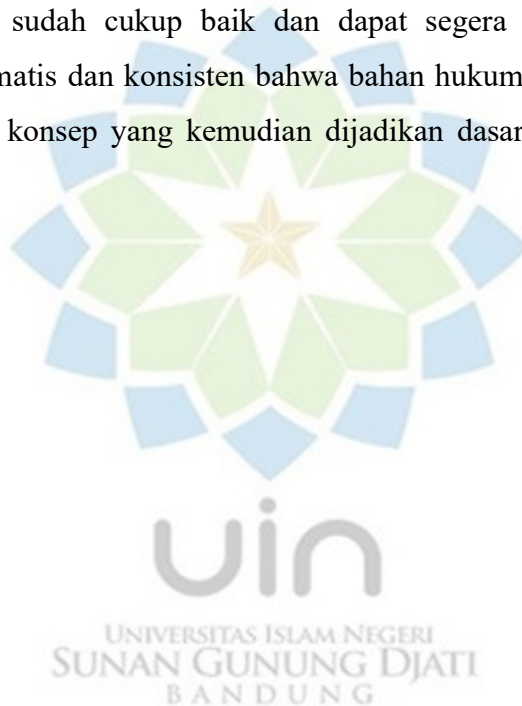 sudah cukup baik dan dapat segera
matis dan konsisten bahwa bahan hukum
konsep yang kemudian dijadikan dasar
uin
UNIVERSITAS ISLAM NEGERI
SUNAN GUNUNG DJATI
BANDUNG